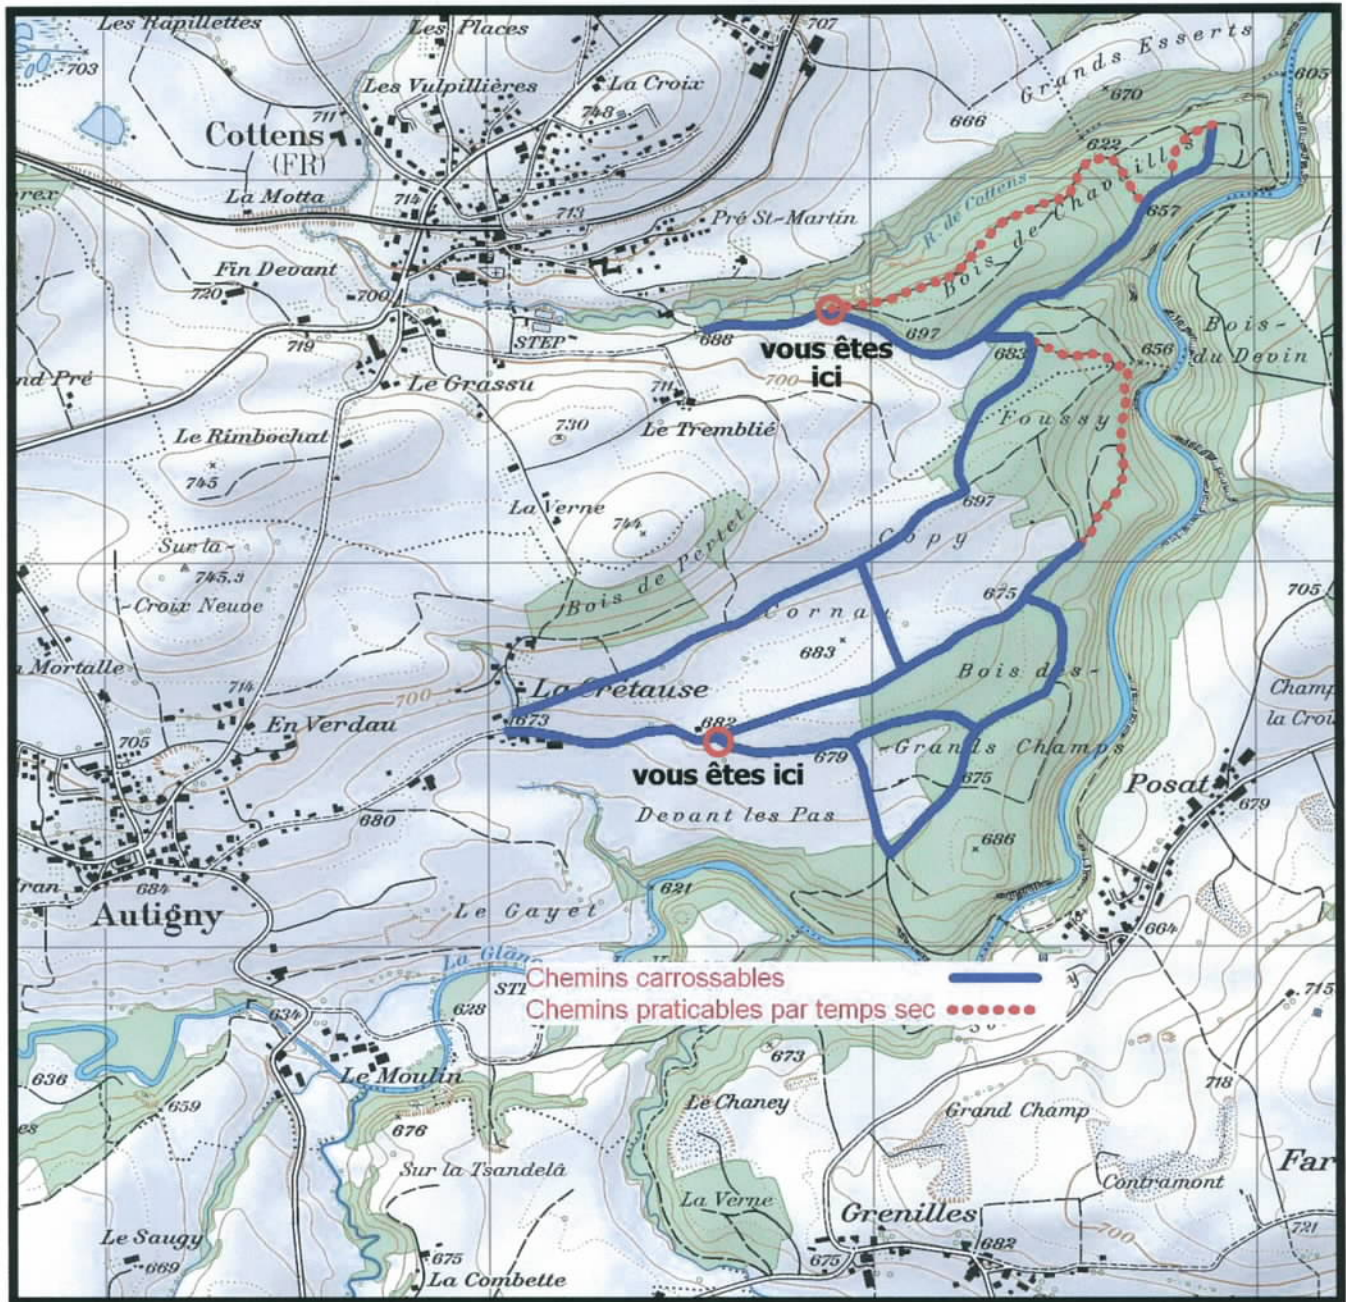 Les Rapillettes
Les Places
707
703
Les Vulpillières
La Croix
Grands Esserts
605
711
748
670
666
Cottens
(FR)
622
La Motta
714
713
Pré St-Martin
R. de Cottens
Bois de Chavaillis
657
Fin Devant
720
700
719
STEP
688
697
683
656
Bois-
du Devin
vous êtes
ici
700
Le Grassu
711
Le Tremblié
Foussy
730
Le Rimbochat
745
La Verne
744
697
Copy
Sur la-
745.3
-Croix Neuve
Bois de Pertet
675
705
Cornau
683
Bois des-
700
La Crétause
714
En Verdau
673
682
705
679
-Grands Champs
vous êtes ici
675
Posat
679
680
Devant les Pas
686
684
621
Autigny
Le Gayet
664
Chemins carrossables
Chemins praticables par temps sec
628
634
715
673
636
Le Moulin
718
659
Le Chaney
Grand Champ
676
Sur la Tsandelâ
Contramont
La Verne
Grenilles
700
721
Le Saugy
669
675
La Combette
675
682